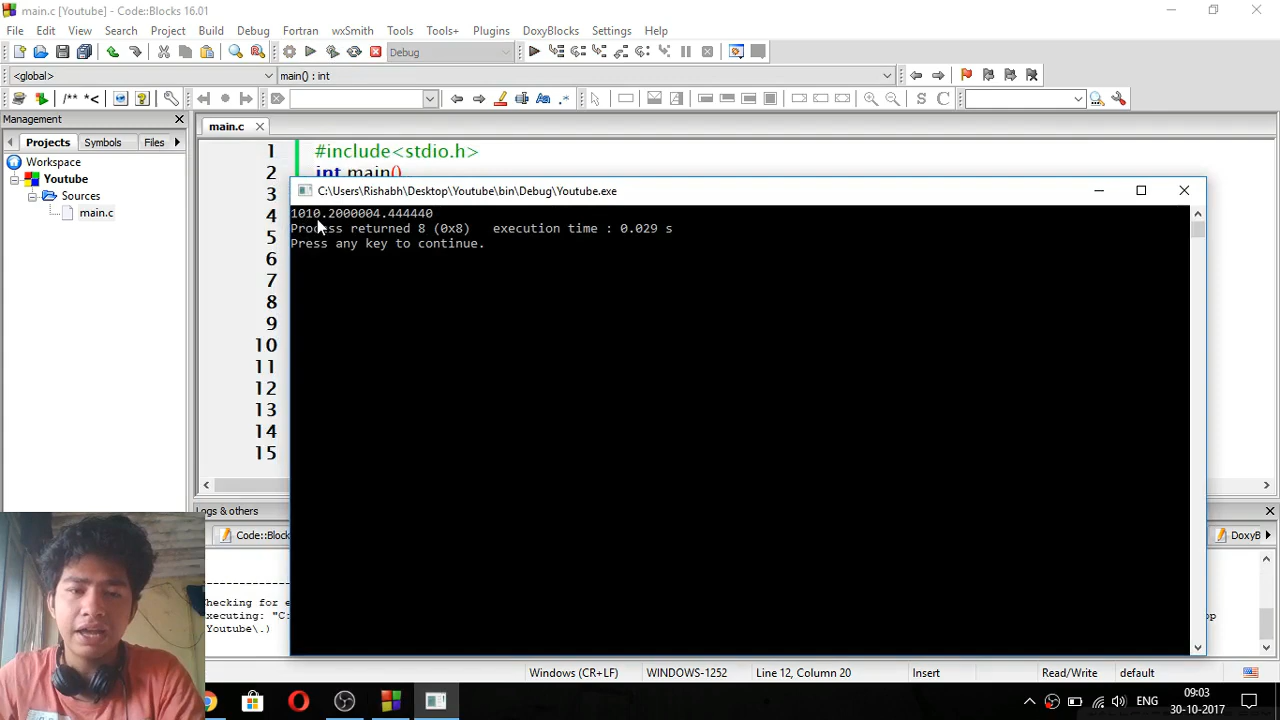 main.c [Youtube] - Code::Blocks 16.01
File Edit View Search Project Build Debug Fortran wxSmith Tools Tools+ Plugins DoxyBlocks Settings Help
Debug
<global>
main() : int
/** *<
.*
S C
Management
Projects Symbols Files
Workspace
Youtube
Sources
main.c
main.c
1 #include<stdio.h>
2 int main()
3
4
5
6
7
8
9
10
11
12
13
14
15
C:\Users\Rishabh\Desktop\Youtube\bin\Debug\Youtube.exe
1010.2000004.444440
Process returned 8 (0x8) execution time : 0.029 s
Press any key to continue.
Logs & others
Code::Block
DoxyB
Checking for e
Executing: "C:
op
Youtube\.)
Windows (CR+LF) WINDOWS-1252 Line 12, Column 20 Insert Read/Write default
ENG
09:03
30-10-2017